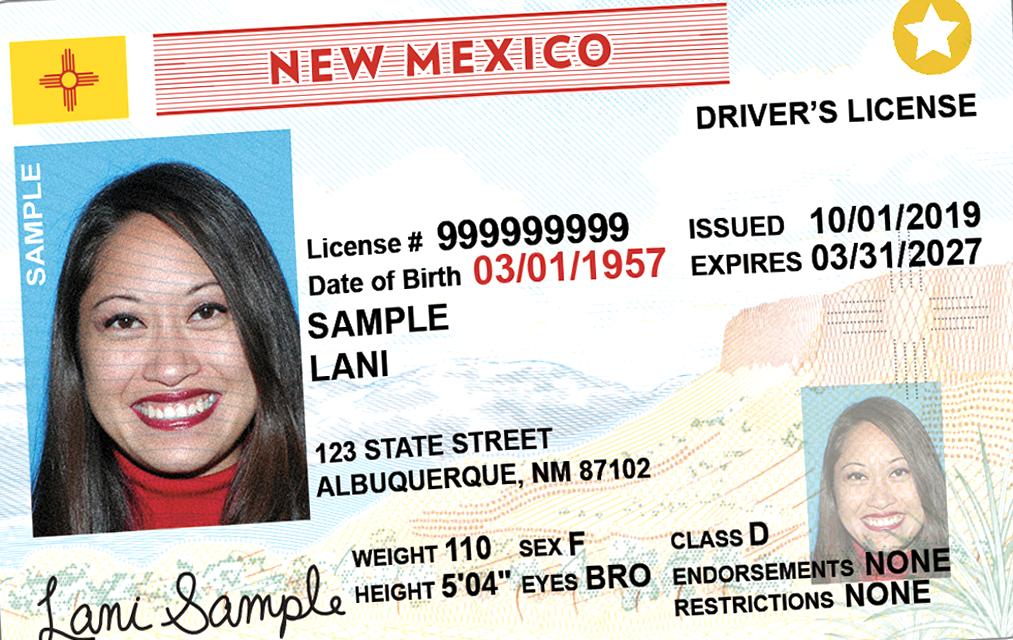 NEW MEXICO
DRIVER'S LICENSE
SAMPLE
License # 999999999
Date of Birth 03/01/1957
ISSUED 10/01/2019
EXPIRES 03/31/2027
SAMPLE
LANI
123 STATE STREET
ALBUQUERQUE, NM 87102
WEIGHT 110 SEX F
HEIGHT 5'04" EYES BRO
CLASS D
ENDORSEMENTS NONE
RESTRICTIONS NONE
Lani Sample